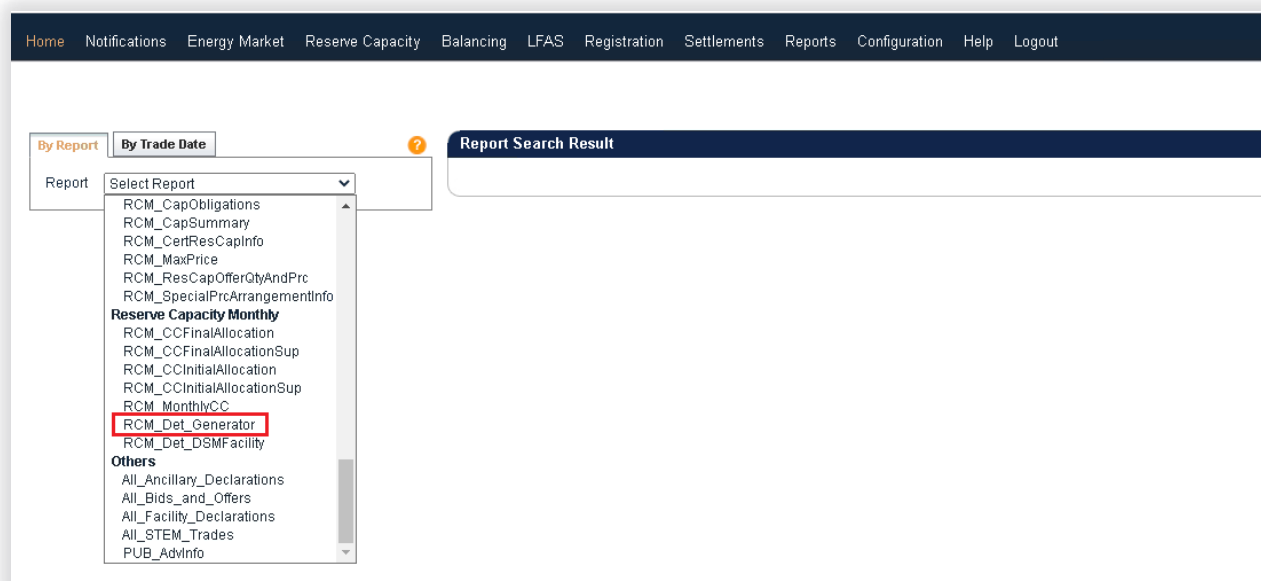 Home Notifications Energy Market Reserve Capacity Balancing LFAS Registration Settlements Reports Configuration Help Logout
By Report By Trade Date ?
Report Search Result
Report Select Report
RCM_CapObligations
RCM_CapSummary
RCM_CertResCapInfo
RCM_MaxPrice
RCM_ResCapOfferQtyAndPrc
RCM_SpecialPrcArrangementInfo
Reserve Capacity Monthly
RCM_CCFinalAllocation
RCM_CCFinalAllocationSup
RCM_CCInitialAllocation
RCM_CCInitialAllocationSup
RCM_MonthlyCC
RCM_Det_Generator
RCM_Det_DSMFacility
Others
All_Ancillary_Declarations
All_Bids_and_Offers
All_Facility_Declarations
All_STEM_Trades
PUB_AdvInfo